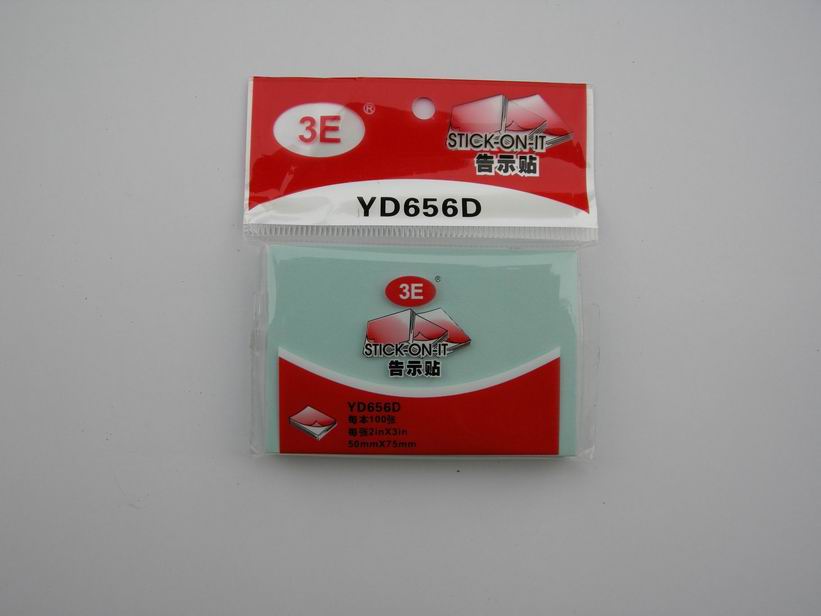 3E ®
STICK-ON-IT
告示贴
YD656D
3E ®
STICK-ON-IT
告示贴
YD656D
每本100张
每张2inX3in
50mmX75mm